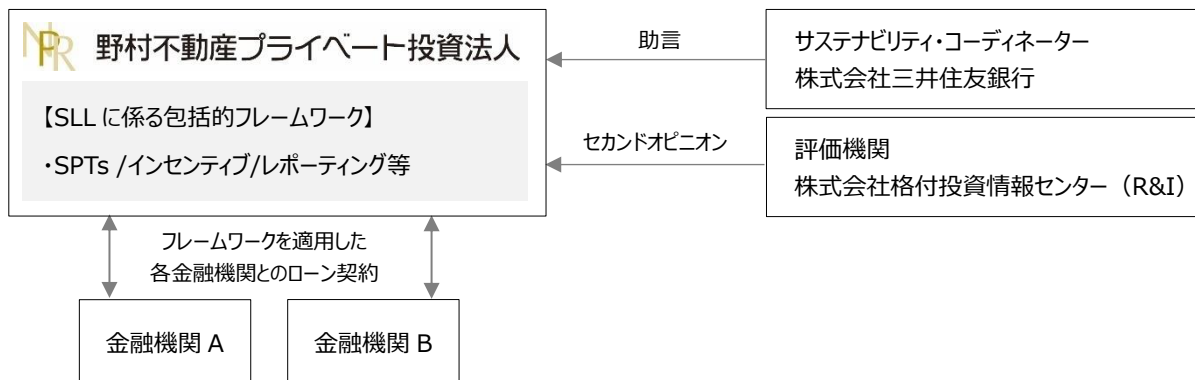 NPR 野村不動産プライベート投資法人
【SLL に係る包括的フレームワーク】
・SPTs /インセンティブ/レポーティング等
助言
サステナビリティ・コーディネーター
株式会社三井住友銀行
セカンドオピニオン
評価機関
株式会社格付投資情報センター（R&I）
フレームワークを適用した
各金融機関とのローン契約
金融機関 A
金融機関 B